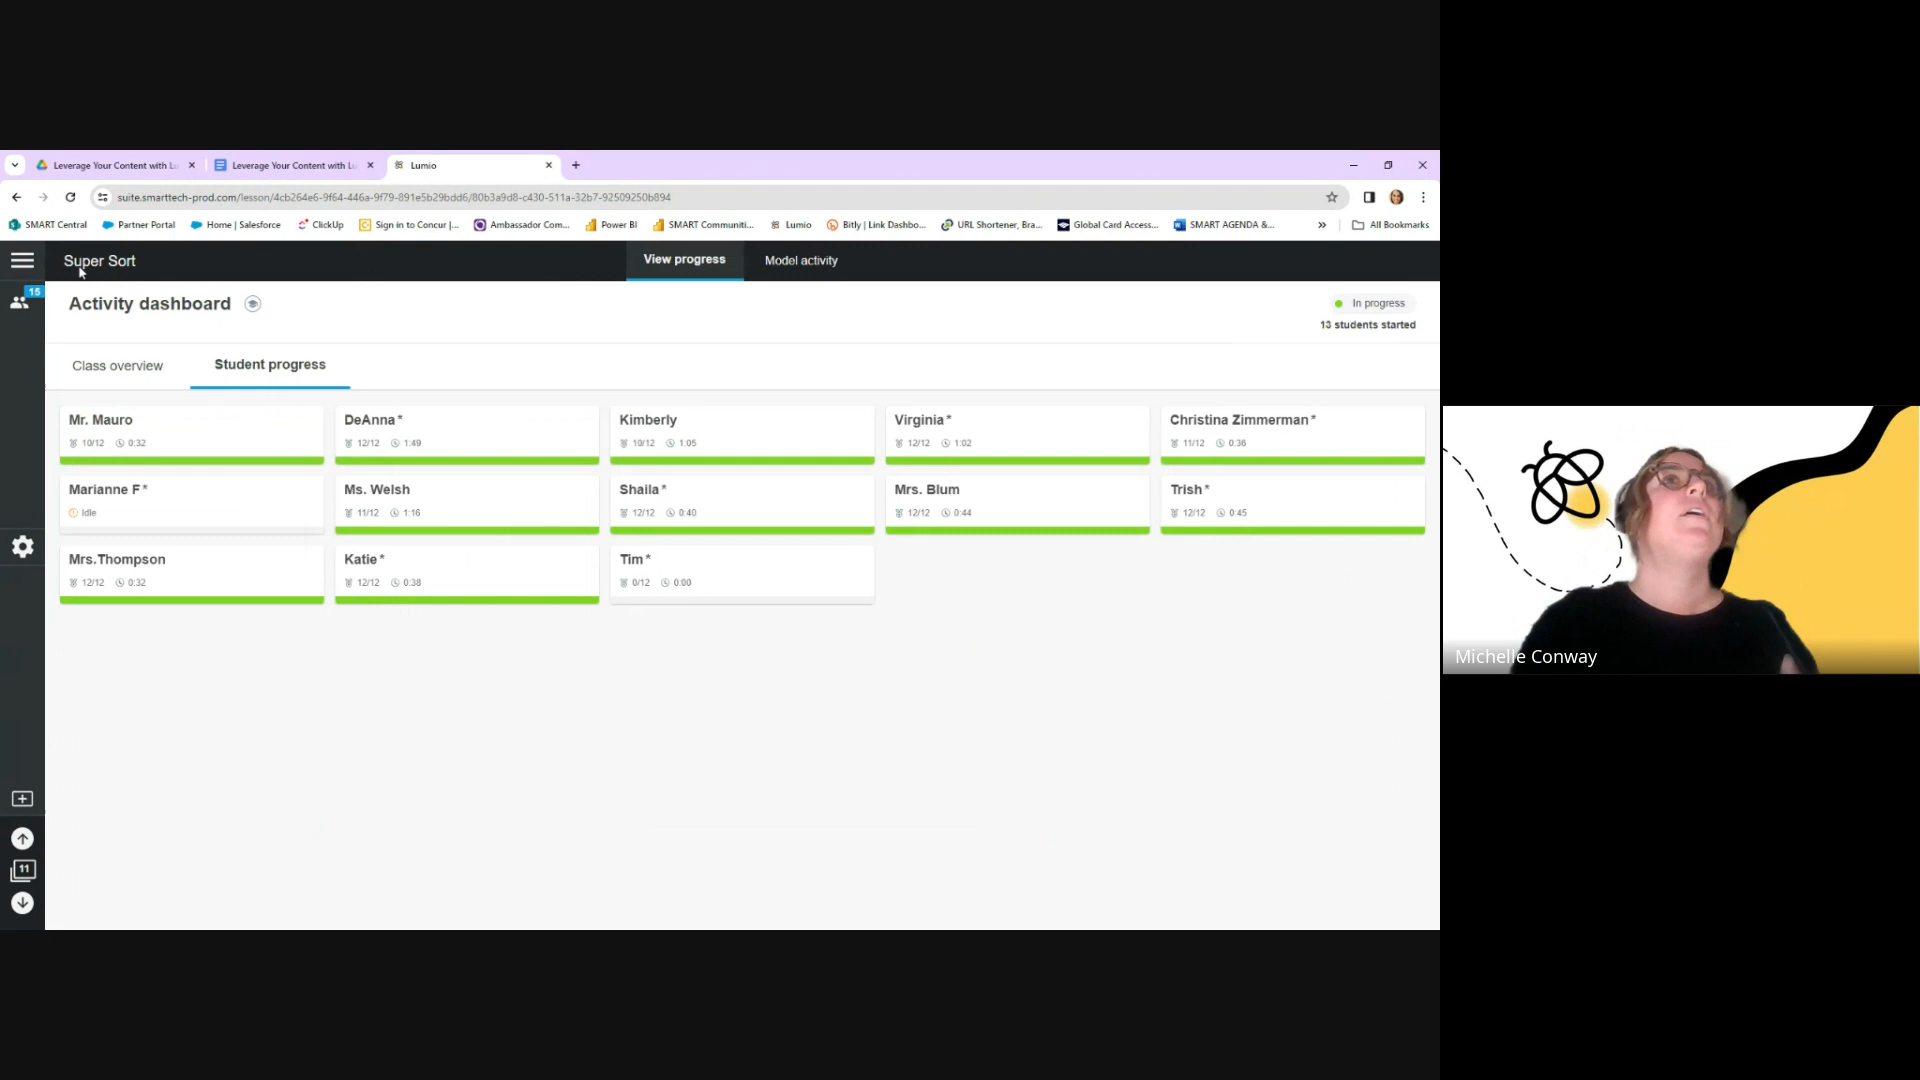 Leverage Your Content with Lu
Leverage Your Content with Lu
Lumio
suite.smarttech-prod.com/lesson/4cb264e6-9f64-446a-9f79-891e5b29bdd6/80b3a9d8-c430-511a-32b7-92509250b894
SMART Central
Partner Portal
Home | Salesforce
ClickUp
Sign in to Concur |...
Ambassador Com...
Power BI
SMART Communiti...
Lumio
Bitly | Link Dashbo...
URL Shortener, Bra...
Global Card Access...
SMART AGENDA &...
All Bookmarks
Super Sort
View progress
Model activity
15
Activity dashboard
In progress
13 students started
Class overview
Student progress
Mr. Mauro
10/12 0:32
DeAnna*
12/12 1:49
Kimberly
10/12 1:05
Virginia*
12/12 1:02
Christina Zimmerman*
11/12 0:36
Marianne F*
Idle
Ms. Welsh
11/12 1:16
Shaila*
12/12 0:40
Mrs. Blum
12/12 0:44
Trish*
12/12 0:45
Mrs.Thompson
12/12 0:32
Katie*
12/12 0:38
Tim*
0/12 0:00
11
Michelle Conway